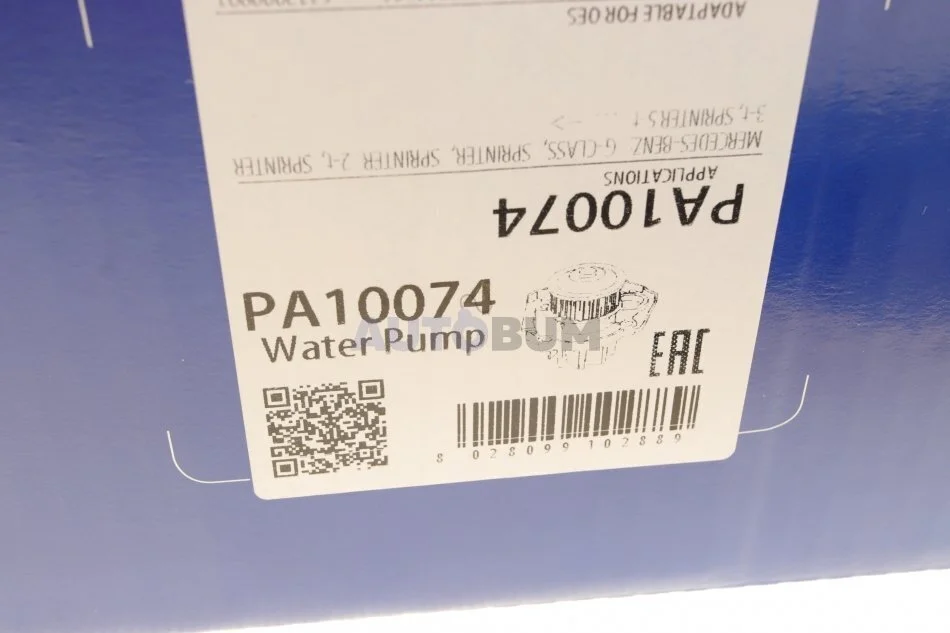 PA10074
Water Pump
EAC
8 028099 102889
AUTOBUM
PA10074
APPLICATIONS
MERCEDES-BENZ G-CLASS, SPRINTER, SPRINTER 2-t, SPRINTER
3-t, SPRINTER 5-t ... -->
ADAPTABLE FOR OES